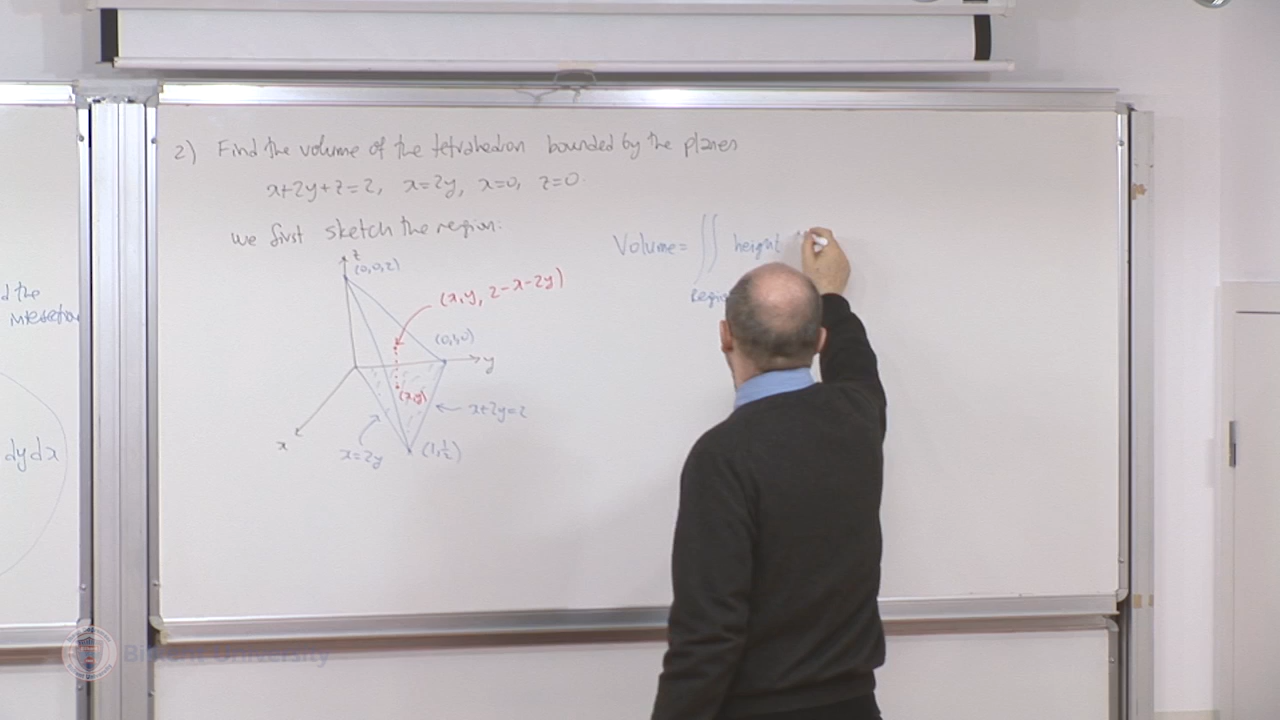 2) Find the volume of the tetrahedron bounded by the planes
x+2y+z=2, x=2y, x=0, z=0.
We first sketch the region:
z
(0,0,2)
(x,y, 2-x-2y)
(0,1,0)
y
(x,y)
x+2y=2
x
x=2y
(1,½)
Volume = ∬ height
d the
dydx
University